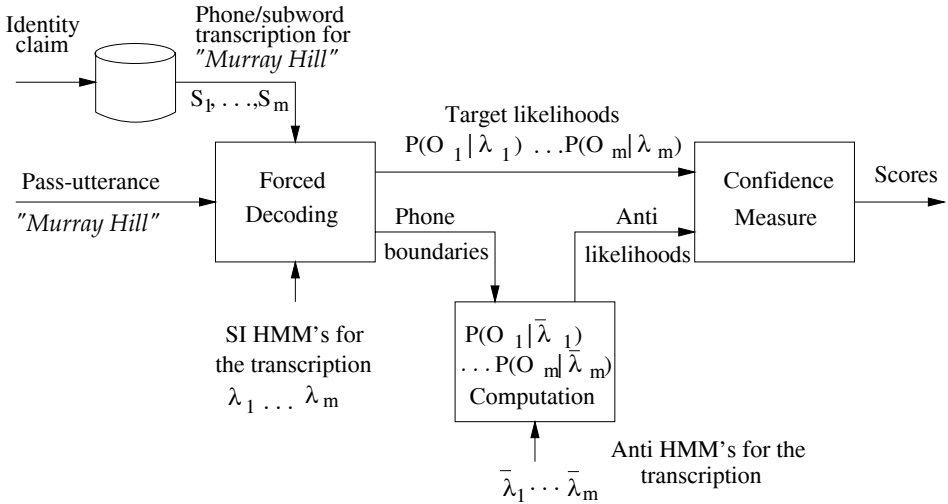 Identity
claim
Phone/subword
transcription for
"Murray Hill"
S 1, . . .,S m
Pass-utterance
"Murray Hill"
Forced
Decoding
Target likelihoods
P(O 1 | λ 1) . . .P(O m | λ m)
Confidence
Measure
Scores
Phone
boundaries
Anti
likelihoods
SI HMM's for
the transcription
λ 1 . . . λ m
P(O 1 | λ̄ 1)
. . . P(O m | λ̄ m)
Computation
Anti HMM's for the
transcription
λ̄ 1 · · · λ̄ m